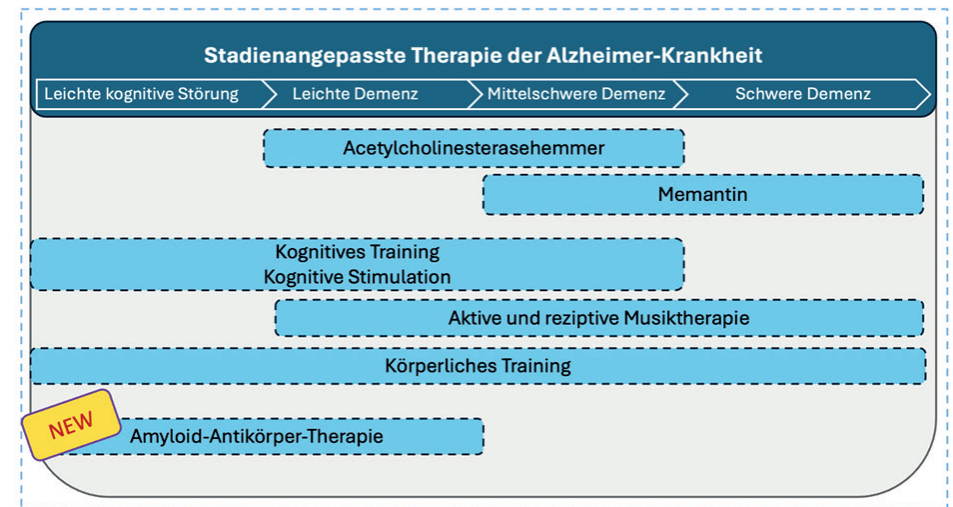 Stadienangepasste Therapie der Alzheimer-Krankheit
Leichte kognitive Störung
Leichte Demenz
Mittelschwere Demenz
Schwere Demenz
Acetylcholinesterasehemmer
Memantin
Kognitives Training
Kognitive Stimulation
Aktive und reziptive Musiktherapie
Körperliches Training
NEW
Amyloid-Antikörper-Therapie